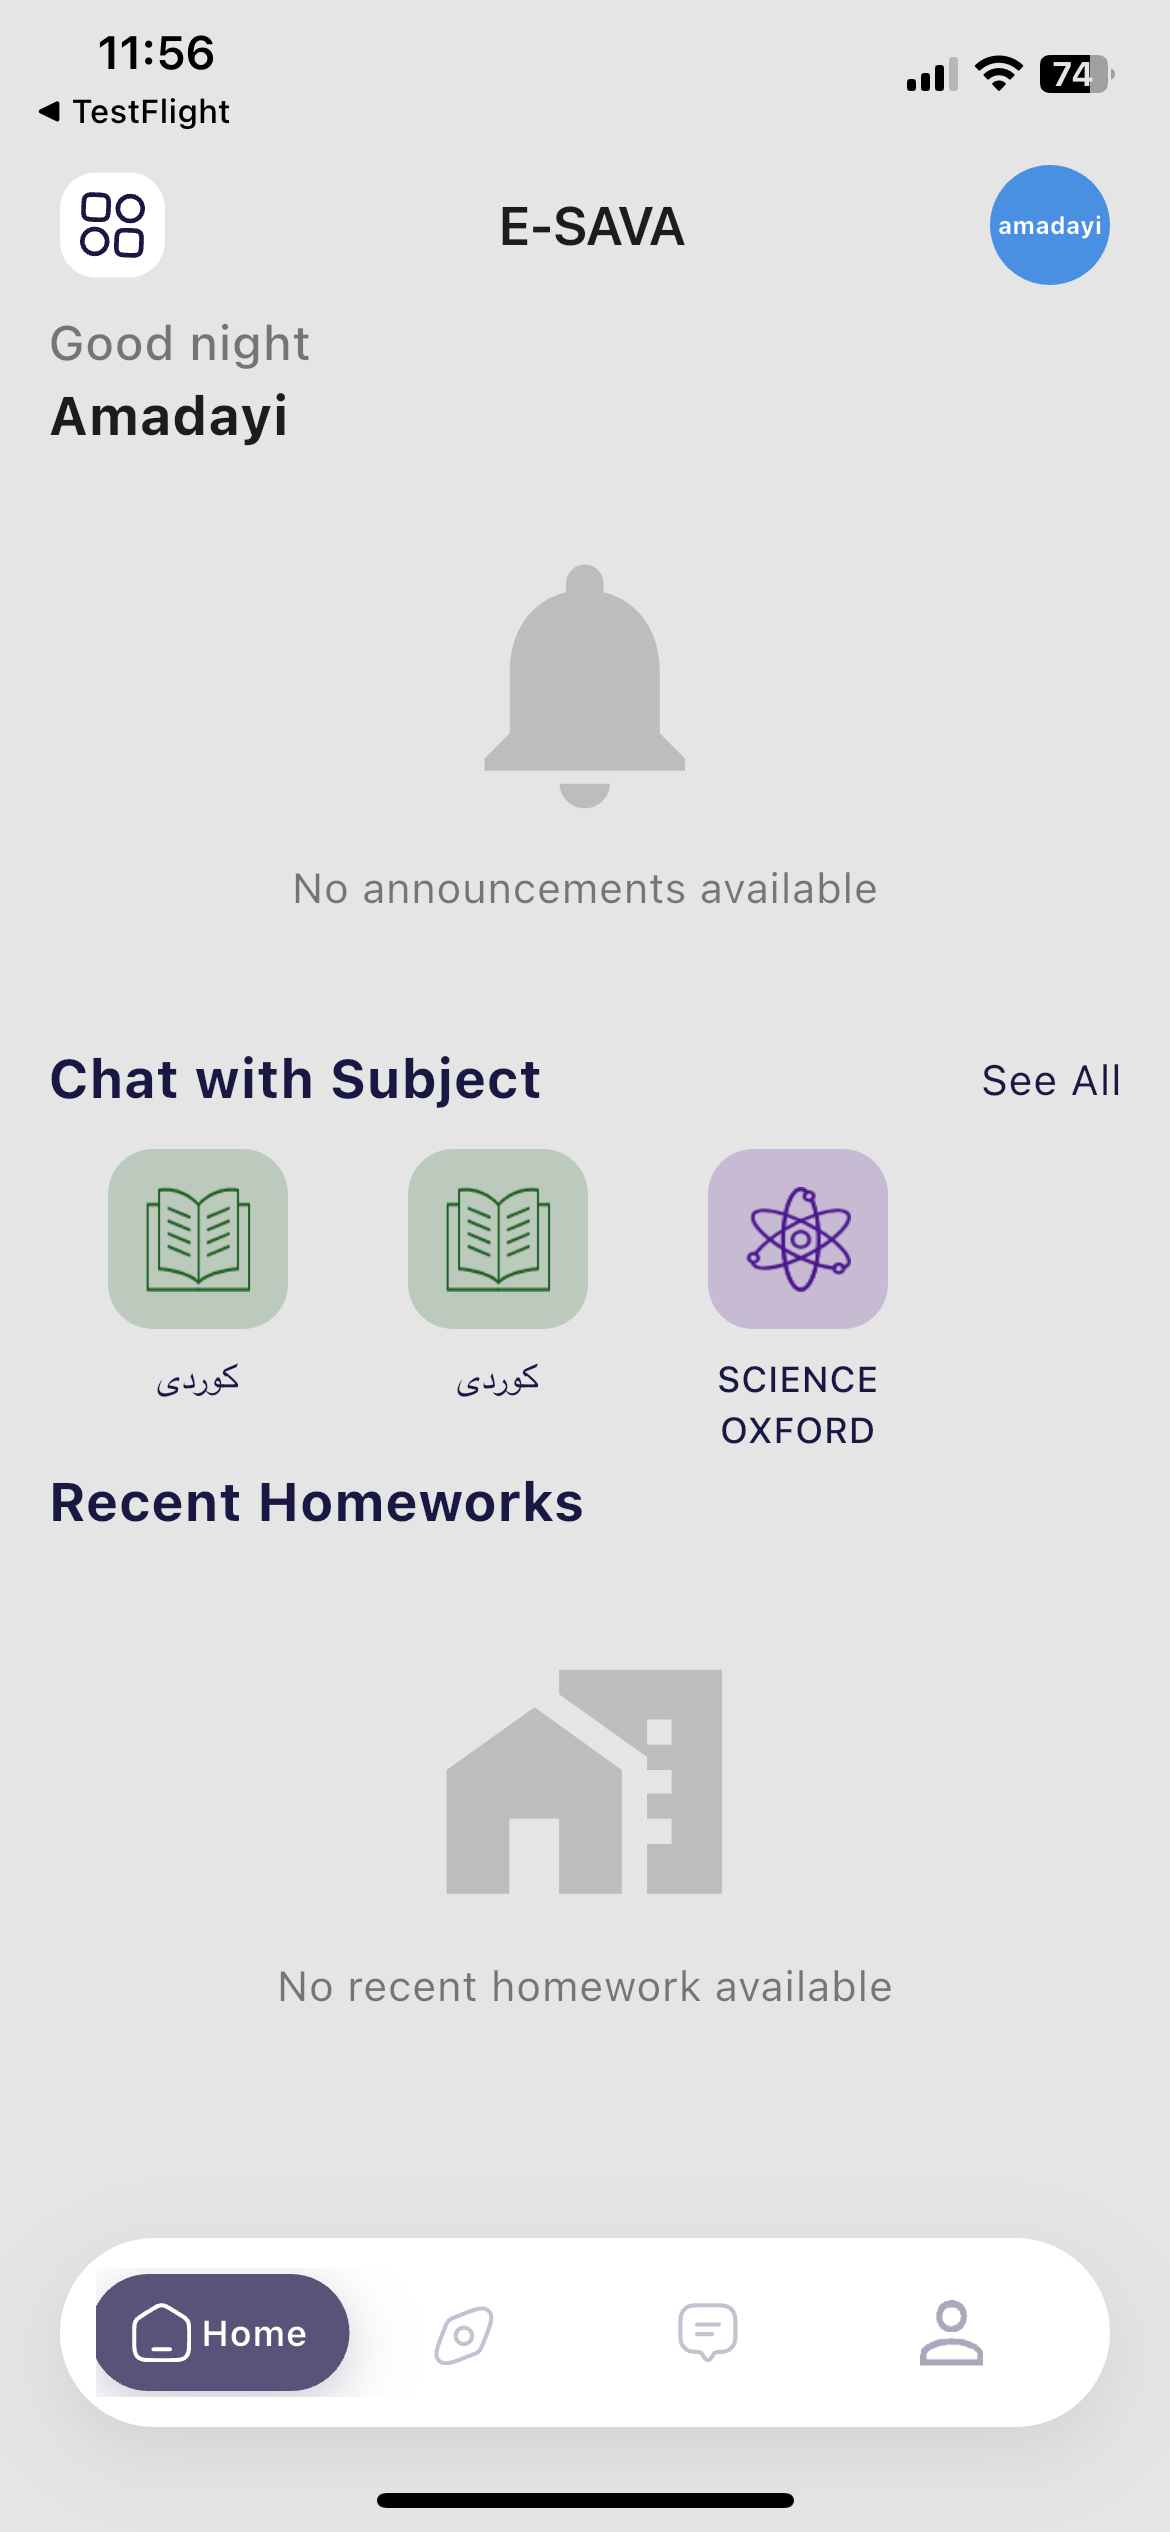 11:56
74
◀ TestFlight
E-SAVA
amadayi
Good night
Amadayi
No announcements available
Chat with Subject
See All
کوردی
کوردی
SCIENCE
OXFORD
Recent Homeworks
No recent homework available
Home